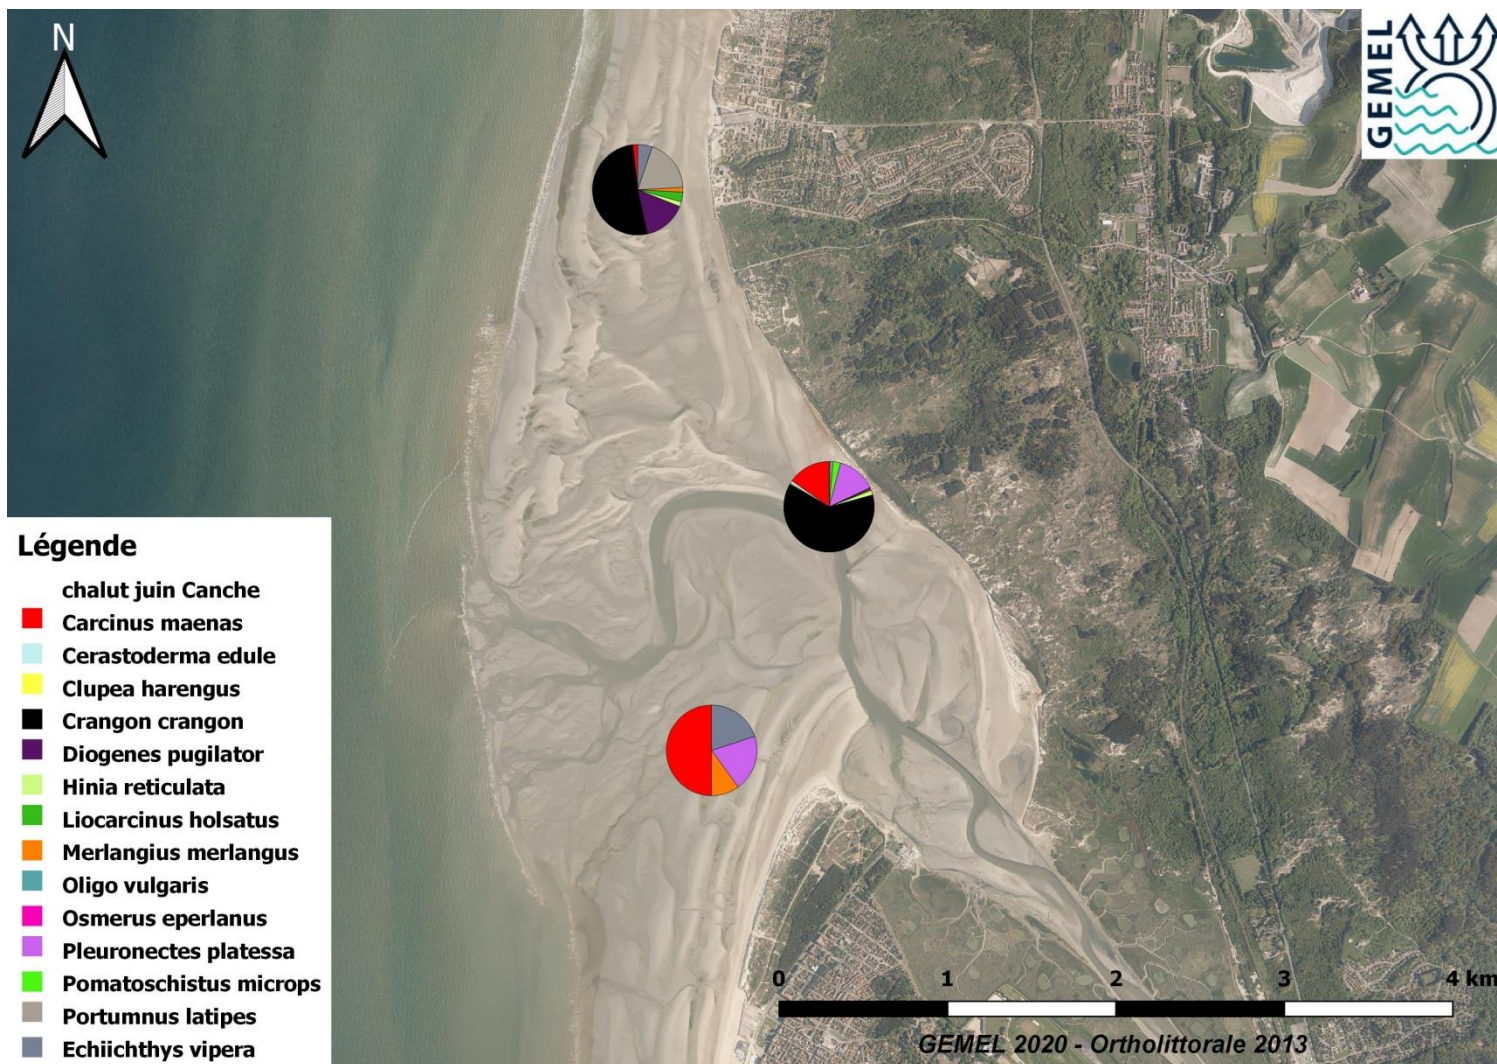 N
GEMEL
Légende
chalut juin Canche
Carcinus maenas
Cerastoderma edule
Clupea harengus
Crangon crangon
Diogenes pugilator
Hinia reticulata
Liocarcinus holsatus
Merlangius merlangus
Oligo vulgaris
Osmerus eperlanus
Pleuronectes platessa
Pomatoschistus microps
Portumnus latipes
Echiichthys vipera
0 1 2 3 4 km
GEMEL 2020 - Ortholittorale 2013